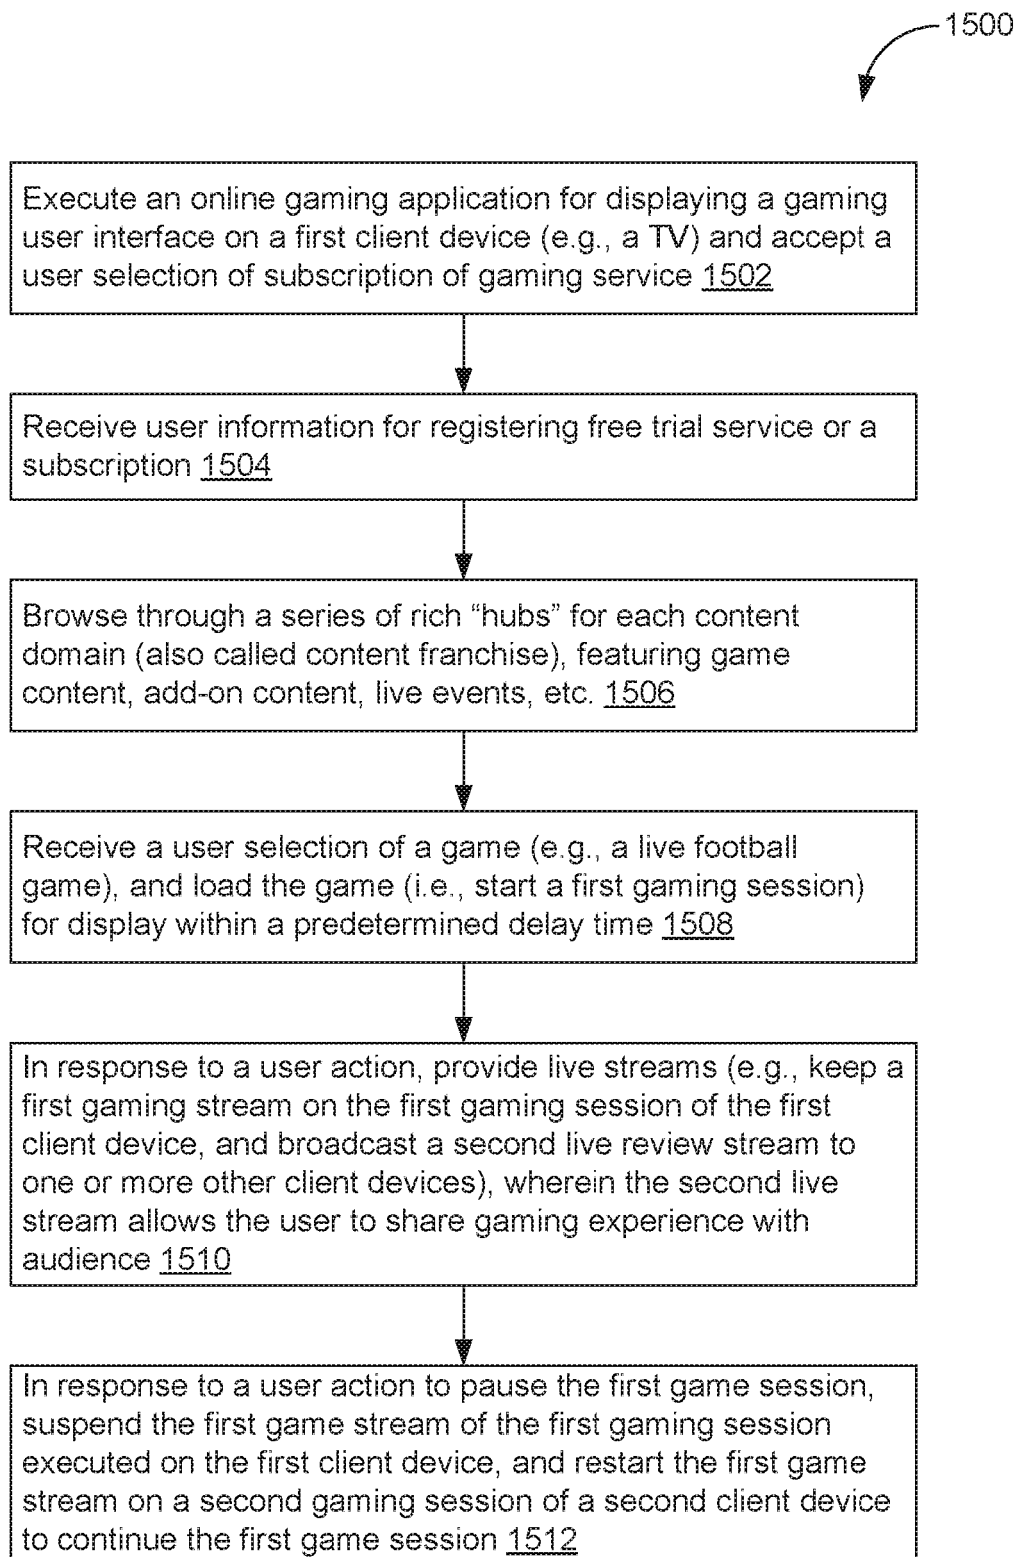 1500
Execute an online gaming application for displaying a gaming
user interface on a first client device (e.g., a TV) and accept a
user selection of subscription of gaming service 1502
Receive user information for registering free trial service or a
subscription 1504
Browse through a series of rich “hubs” for each content
domain (also called content franchise), featuring game
content, add-on content, live events, etc. 1506
Receive a user selection of a game (e.g., a live football
game), and load the game (i.e., start a first gaming session)
for display within a predetermined delay time 1508
In response to a user action, provide live streams (e.g., keep a
first gaming stream on the first gaming session of the first
client device, and broadcast a second live review stream to
one or more other client devices), wherein the second live
stream allows the user to share gaming experience with
audience 1510
In response to a user action to pause the first game session,
suspend the first game stream of the first gaming session
executed on the first client device, and restart the first game
stream on a second gaming session of a second client device
to continue the first game session 1512